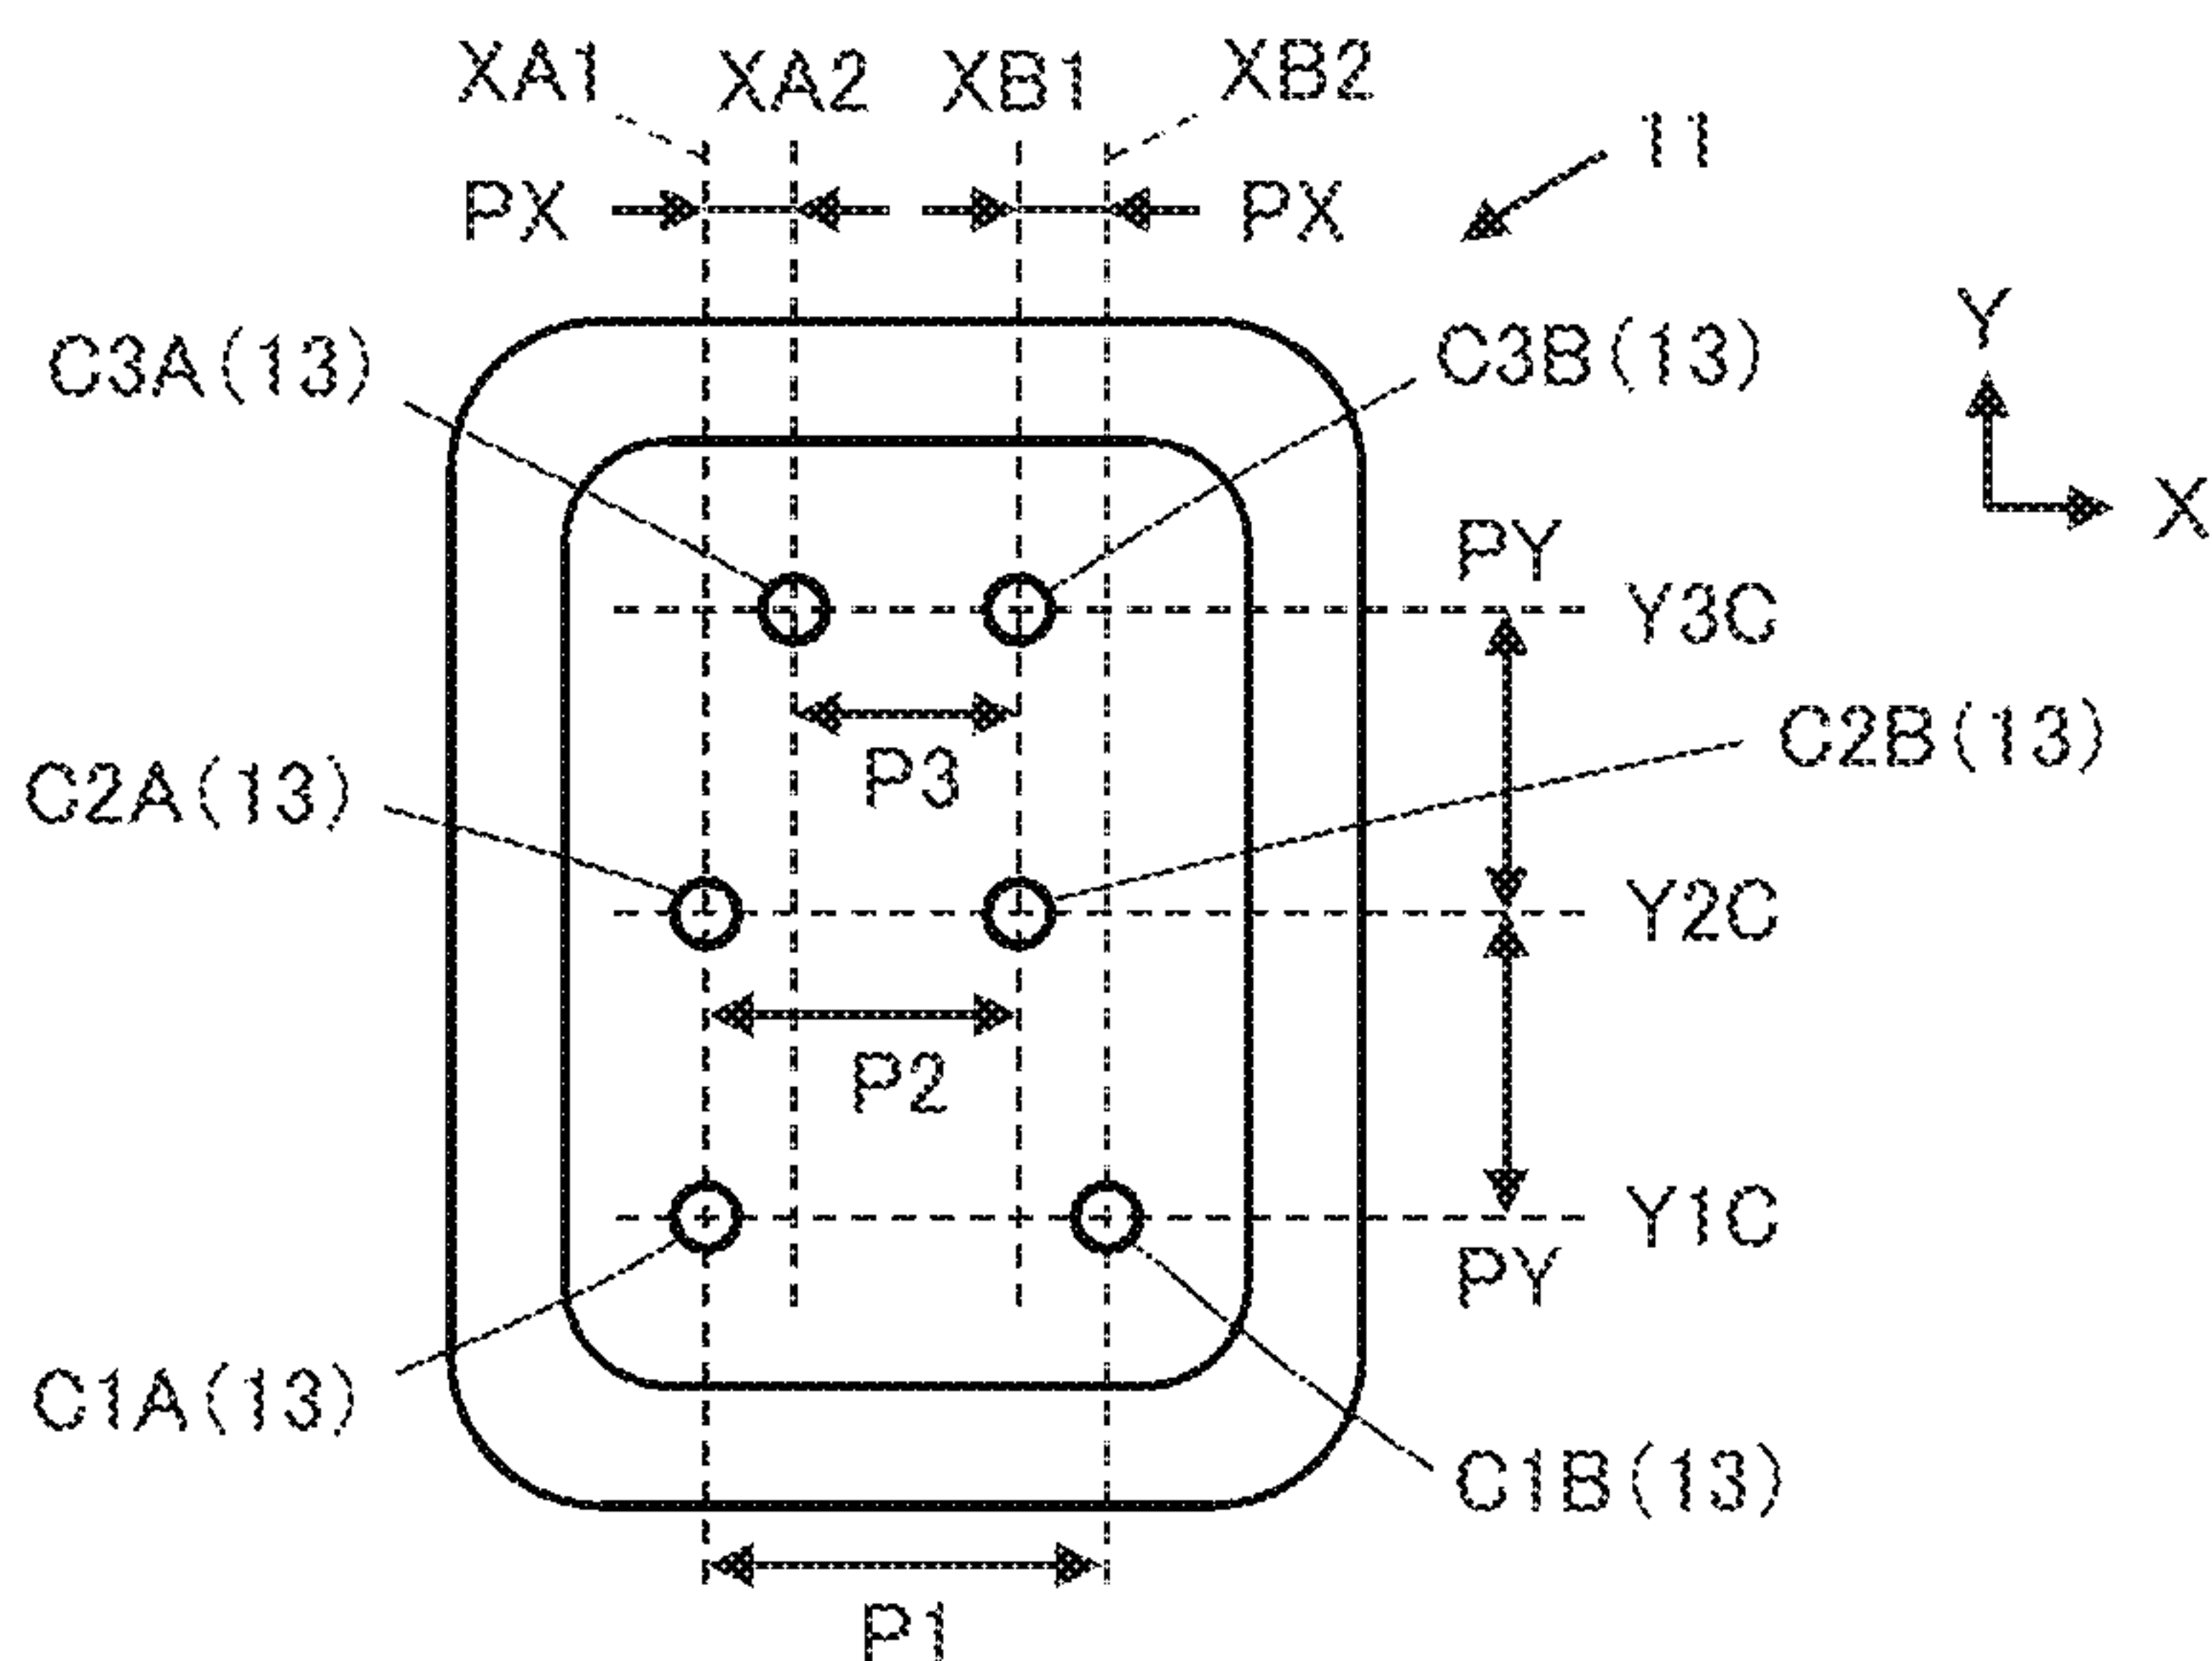 XA1 XA2 XB1 XB2
11
PX PX
Y
C3A(13) C3B(13)
X
PY
Y3C
C2B(13)
P3
C2A(13)
Y2C
P2
Y1C
PY
C1A(13)
C1B(13)
P1